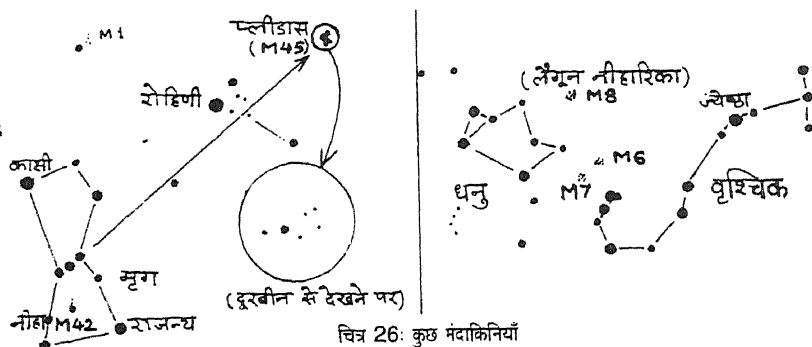 M1
प्लीडास
(M45)
रोहिणी
कासी
मृग
नीहा M42
राजन्य
(दूरबीन से देखने पर)
(लैगून नीहारिका)
M8
ज्येष्ठा
M6
M7
धनु
वृश्चिक
चित्र 26: कुछ मंदाकिनियाँ